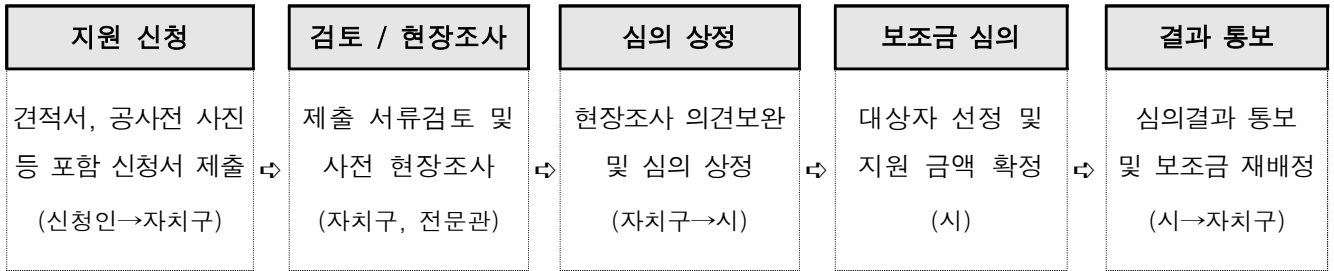 지원 신청
견적서, 공사전 사진
등 포함 신청서 제출
(신청인→자치구)
➪
검토 / 현장조사
제출 서류검토 및
사전 현장조사
(자치구, 전문관)
➪
심의 상정
현장조사 의견보완
및 심의 상정
(자치구→시)
➪
보조금 심의
대상자 선정 및
지원 금액 확정
(시)
➪
결과 통보
심의결과 통보
및 보조금 재배정
(시→자치구)